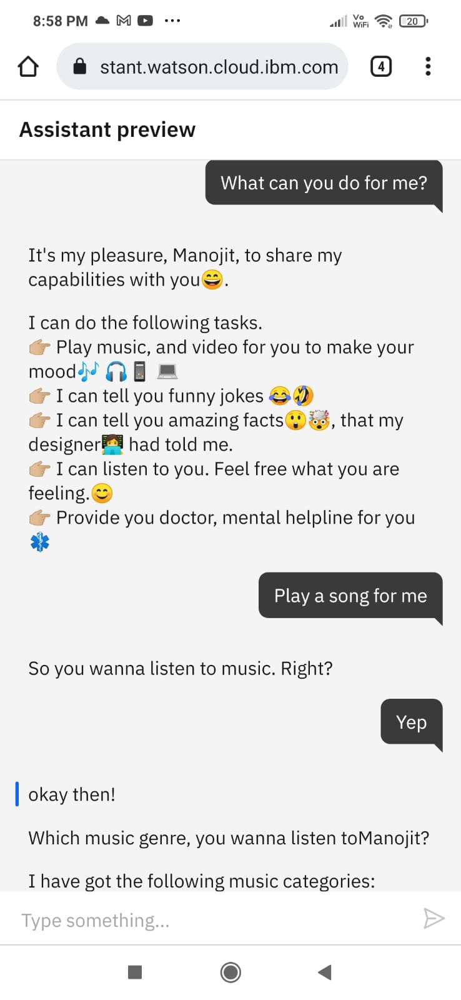 8:58 PM
Vo
WiFi
20
stant.watson.cloud.ibm.com
4
Assistant preview
What can you do for me?
It's my pleasure, Manojit, to share my
capabilities with you😄.
I can do the following tasks.
👉🏼 Play music, and video for you to make your
mood🎶 🎧📱 💻
👉🏼 I can tell you funny jokes 😂🤣
👉🏼 I can tell you amazing facts😲🤯, that my
designer👩‍💻 had told me.
👉🏼 I can listen to you. Feel free what you are
feeling.😊
👉🏼 Provide you doctor, mental helpline for you
Play a song for me
So you wanna listen to music. Right?
Yep
okay then!
Which music genre, you wanna listen toManojit?
I have got the following music categories:
Type something...